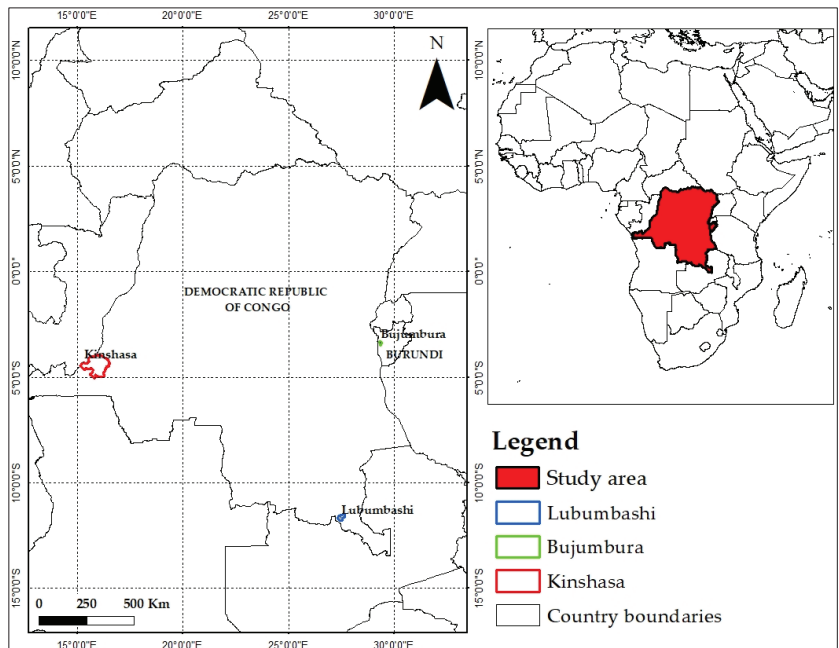 15°0'0"E 20°0'0"E 25°0'0"E 30°0'0"E
10°0'0"N
5°0'0"N
0°0'0"
5°0'0"S
10°0'0"S
15°0'0"S
N
10°0'0"N
5°0'0"N
0°0'0"
5°0'0"S
10°0'0"S
15°0'0"S
DEMOCRATIC REPUBLIC
OF CONGO
Bujumbura
BURUNDI
Kinshasa
Lubumbashi
0 250 500 Km
15°0'0"E 20°0'0"E 25°0'0"E 30°0'0"E
Legend
Study area
Lubumbashi
Bujumbura
Kinshasa
Country boundaries